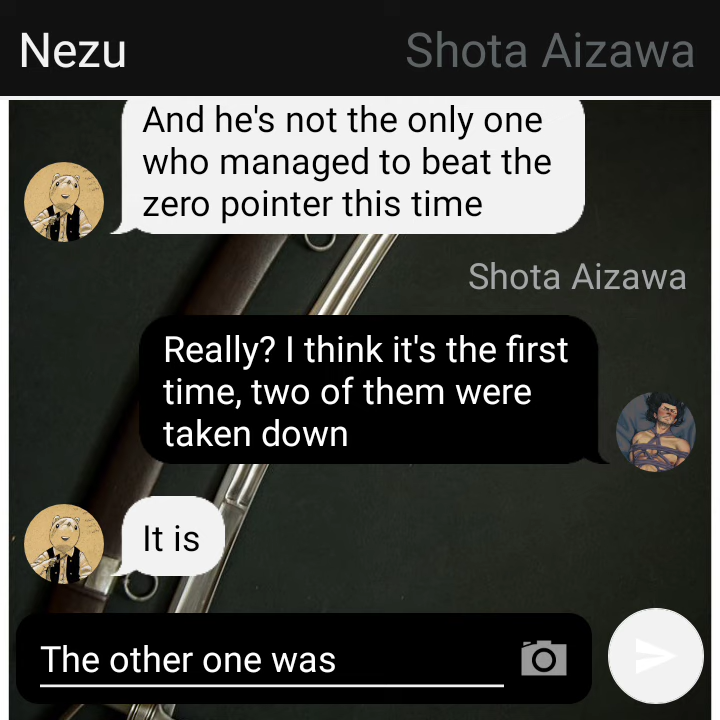 Nezu
Shota Aizawa
And he's not the only one
who managed to beat the
zero pointer this time
Shota Aizawa
Really? I think it's the first
time, two of them were
taken down
It is
The other one was